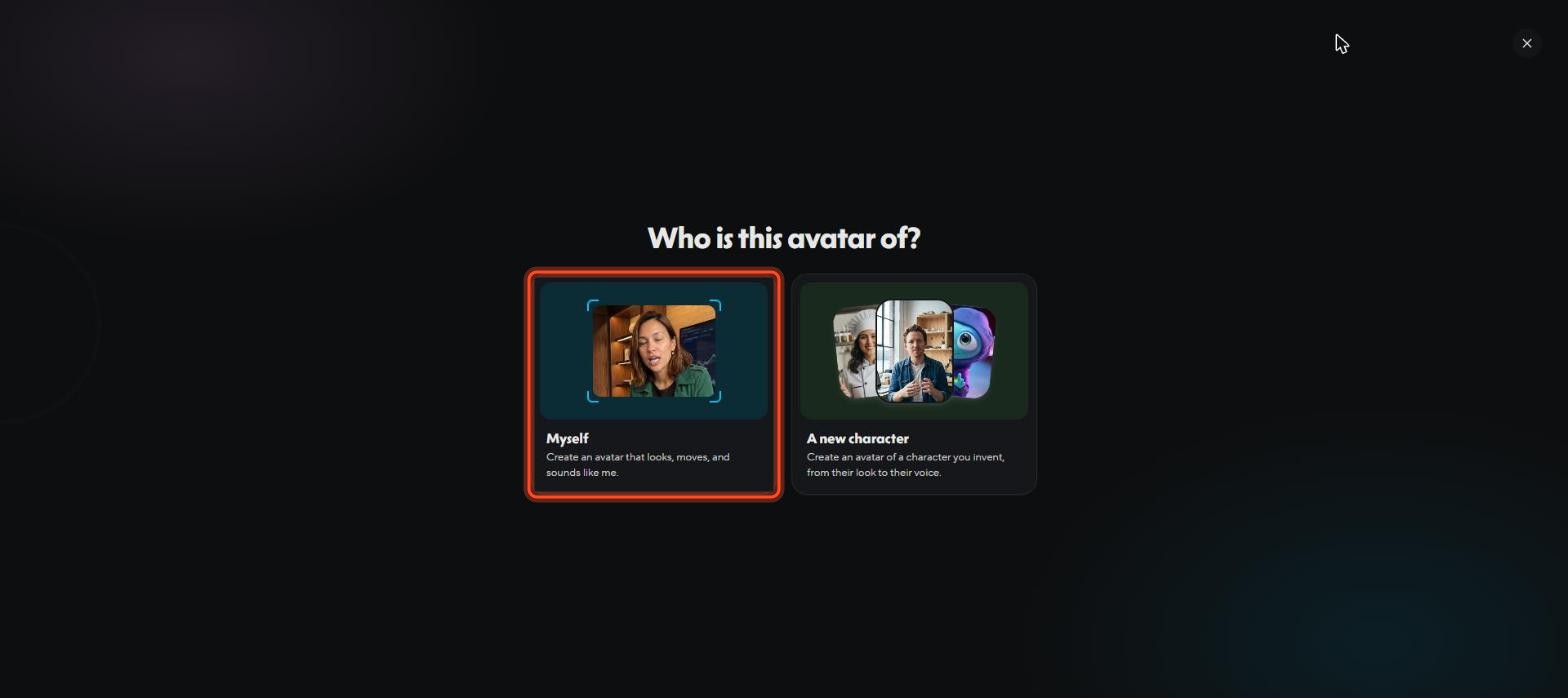 Who is this avatar of?
Myself
Create an avatar that looks, moves, and
sounds like me.
A new character
Create an avatar of a character you invent,
from their look to their voice.